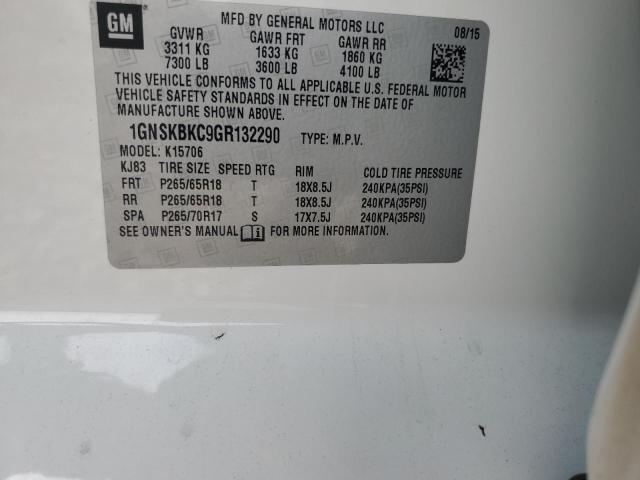 GM
MFD BY GENERAL MOTORS LLC 08/15
GVWR GAWR FRT GAWR RR
3311 KG 1633 KG 1860 KG
7300 LB 3600 LB 4100 LB
THIS VEHICLE CONFORMS TO ALL APPLICABLE U.S. FEDERAL MOTOR
VEHICLE SAFETY STANDARDS IN EFFECT ON THE DATE OF
MANUFACTURE SHOWN ABOVE.
1GNSKBKC9GR132290 TYPE: M.P.V.
MODEL: K15706
KJ83 TIRE SIZE SPEED RTG RIM COLD TIRE PRESSURE
FRT P265/65R18 T 18X8.5J 240KPA(35PSI)
RR P265/65R18 T 18X8.5J 240KPA(35PSI)
SPA P265/70R17 S 17X7.5J 240KPA(35PSI)
SEE OWNER'S MANUAL i FOR MORE INFORMATION.